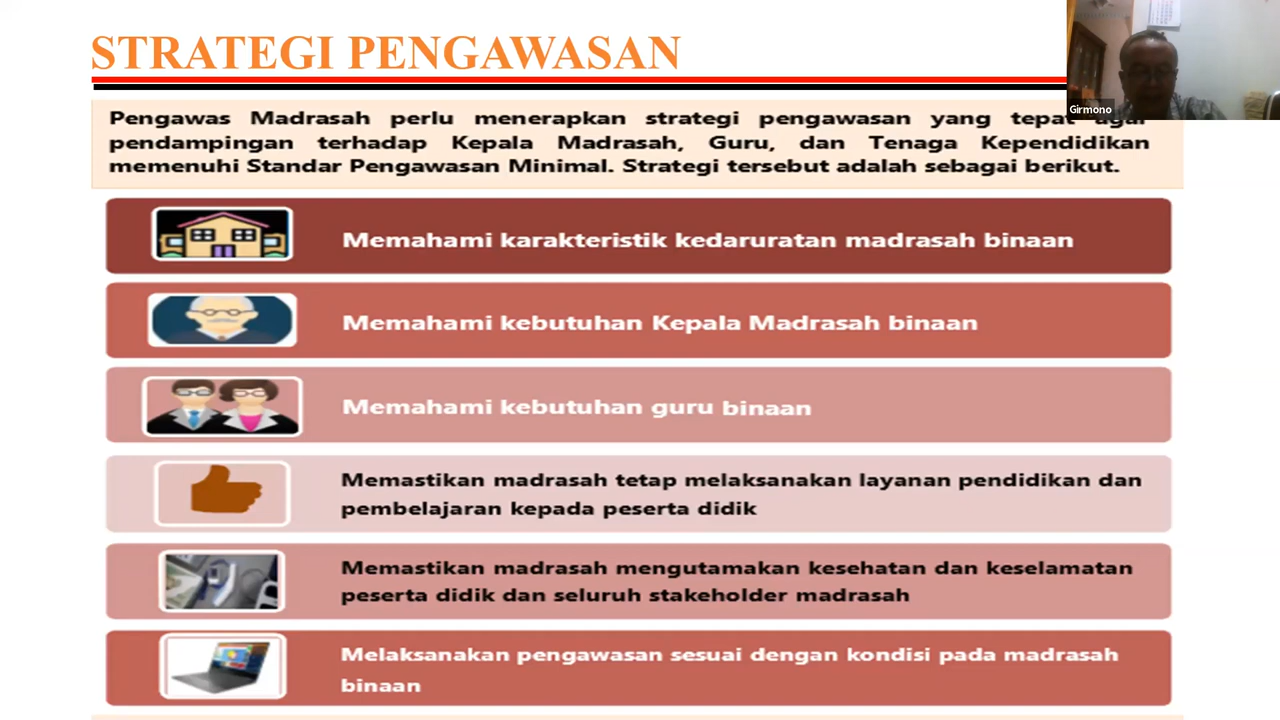 STRATEGI PENGAWASAN
Girmono
Pengawas Madrasah perlu menerapkan strategi pengawasan yang tepat agar
pendampingan terhadap Kepala Madrasah, Guru, dan Tenaga Kependidikan
memenuhi Standar Pengawasan Minimal. Strategi tersebut adalah sebagai berikut.
Memahami karakteristik kedaruratan madrasah binaan
Memahami kebutuhan Kepala Madrasah binaan
Memahami kebutuhan guru binaan
Memastikan madrasah tetap melaksanakan layanan pendidikan dan
pembelajaran kepada peserta didik
Memastikan madrasah mengutamakan kesehatan dan keselamatan
peserta didik dan seluruh stakeholder madrasah
Melaksanakan pengawasan sesuai dengan kondisi pada madrasah
binaan